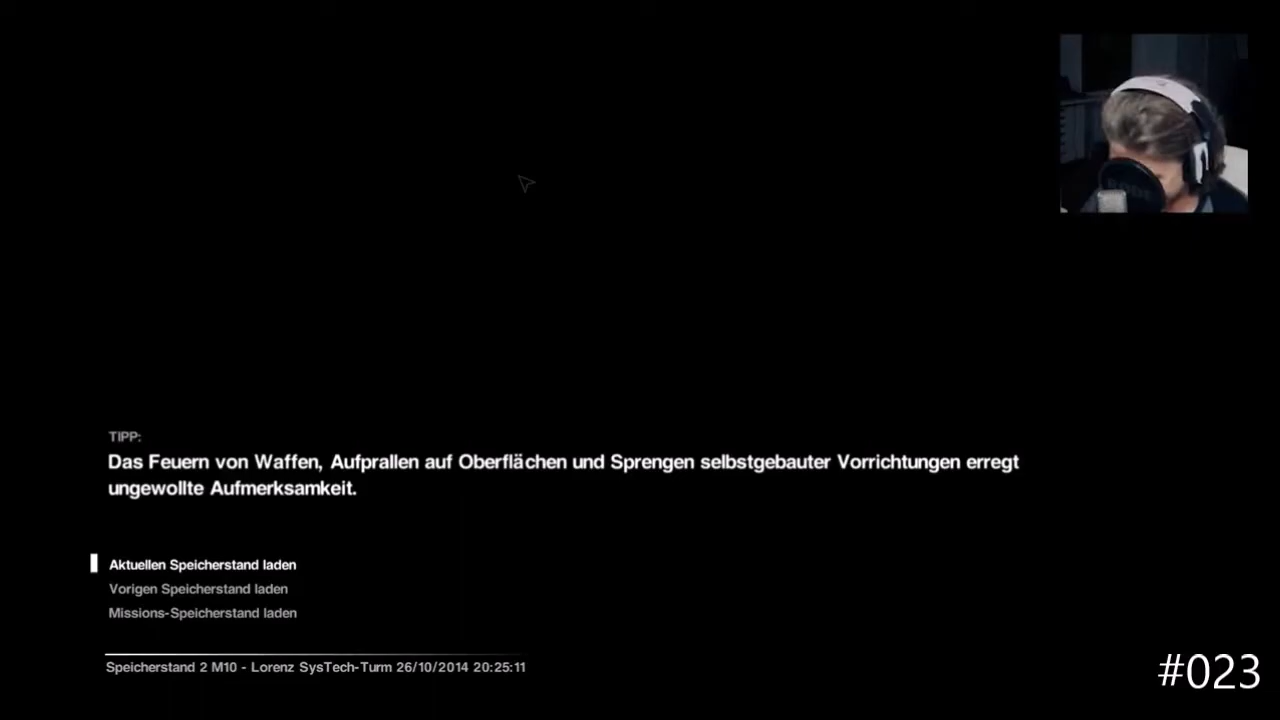 TIPP:
Das Feuern von Waffen, Aufprallen auf Oberflächen und Sprengen selbstgebauter Vorrichtungen erregt
ungewollte Aufmerksamkeit.
Aktuellen Speicherstand laden
Vorigen Speicherstand laden
Missions-Speicherstand laden
Speicherstand 2 M10 - Lorenz SysTech-Turm 26/10/2014 20:25:11
#023